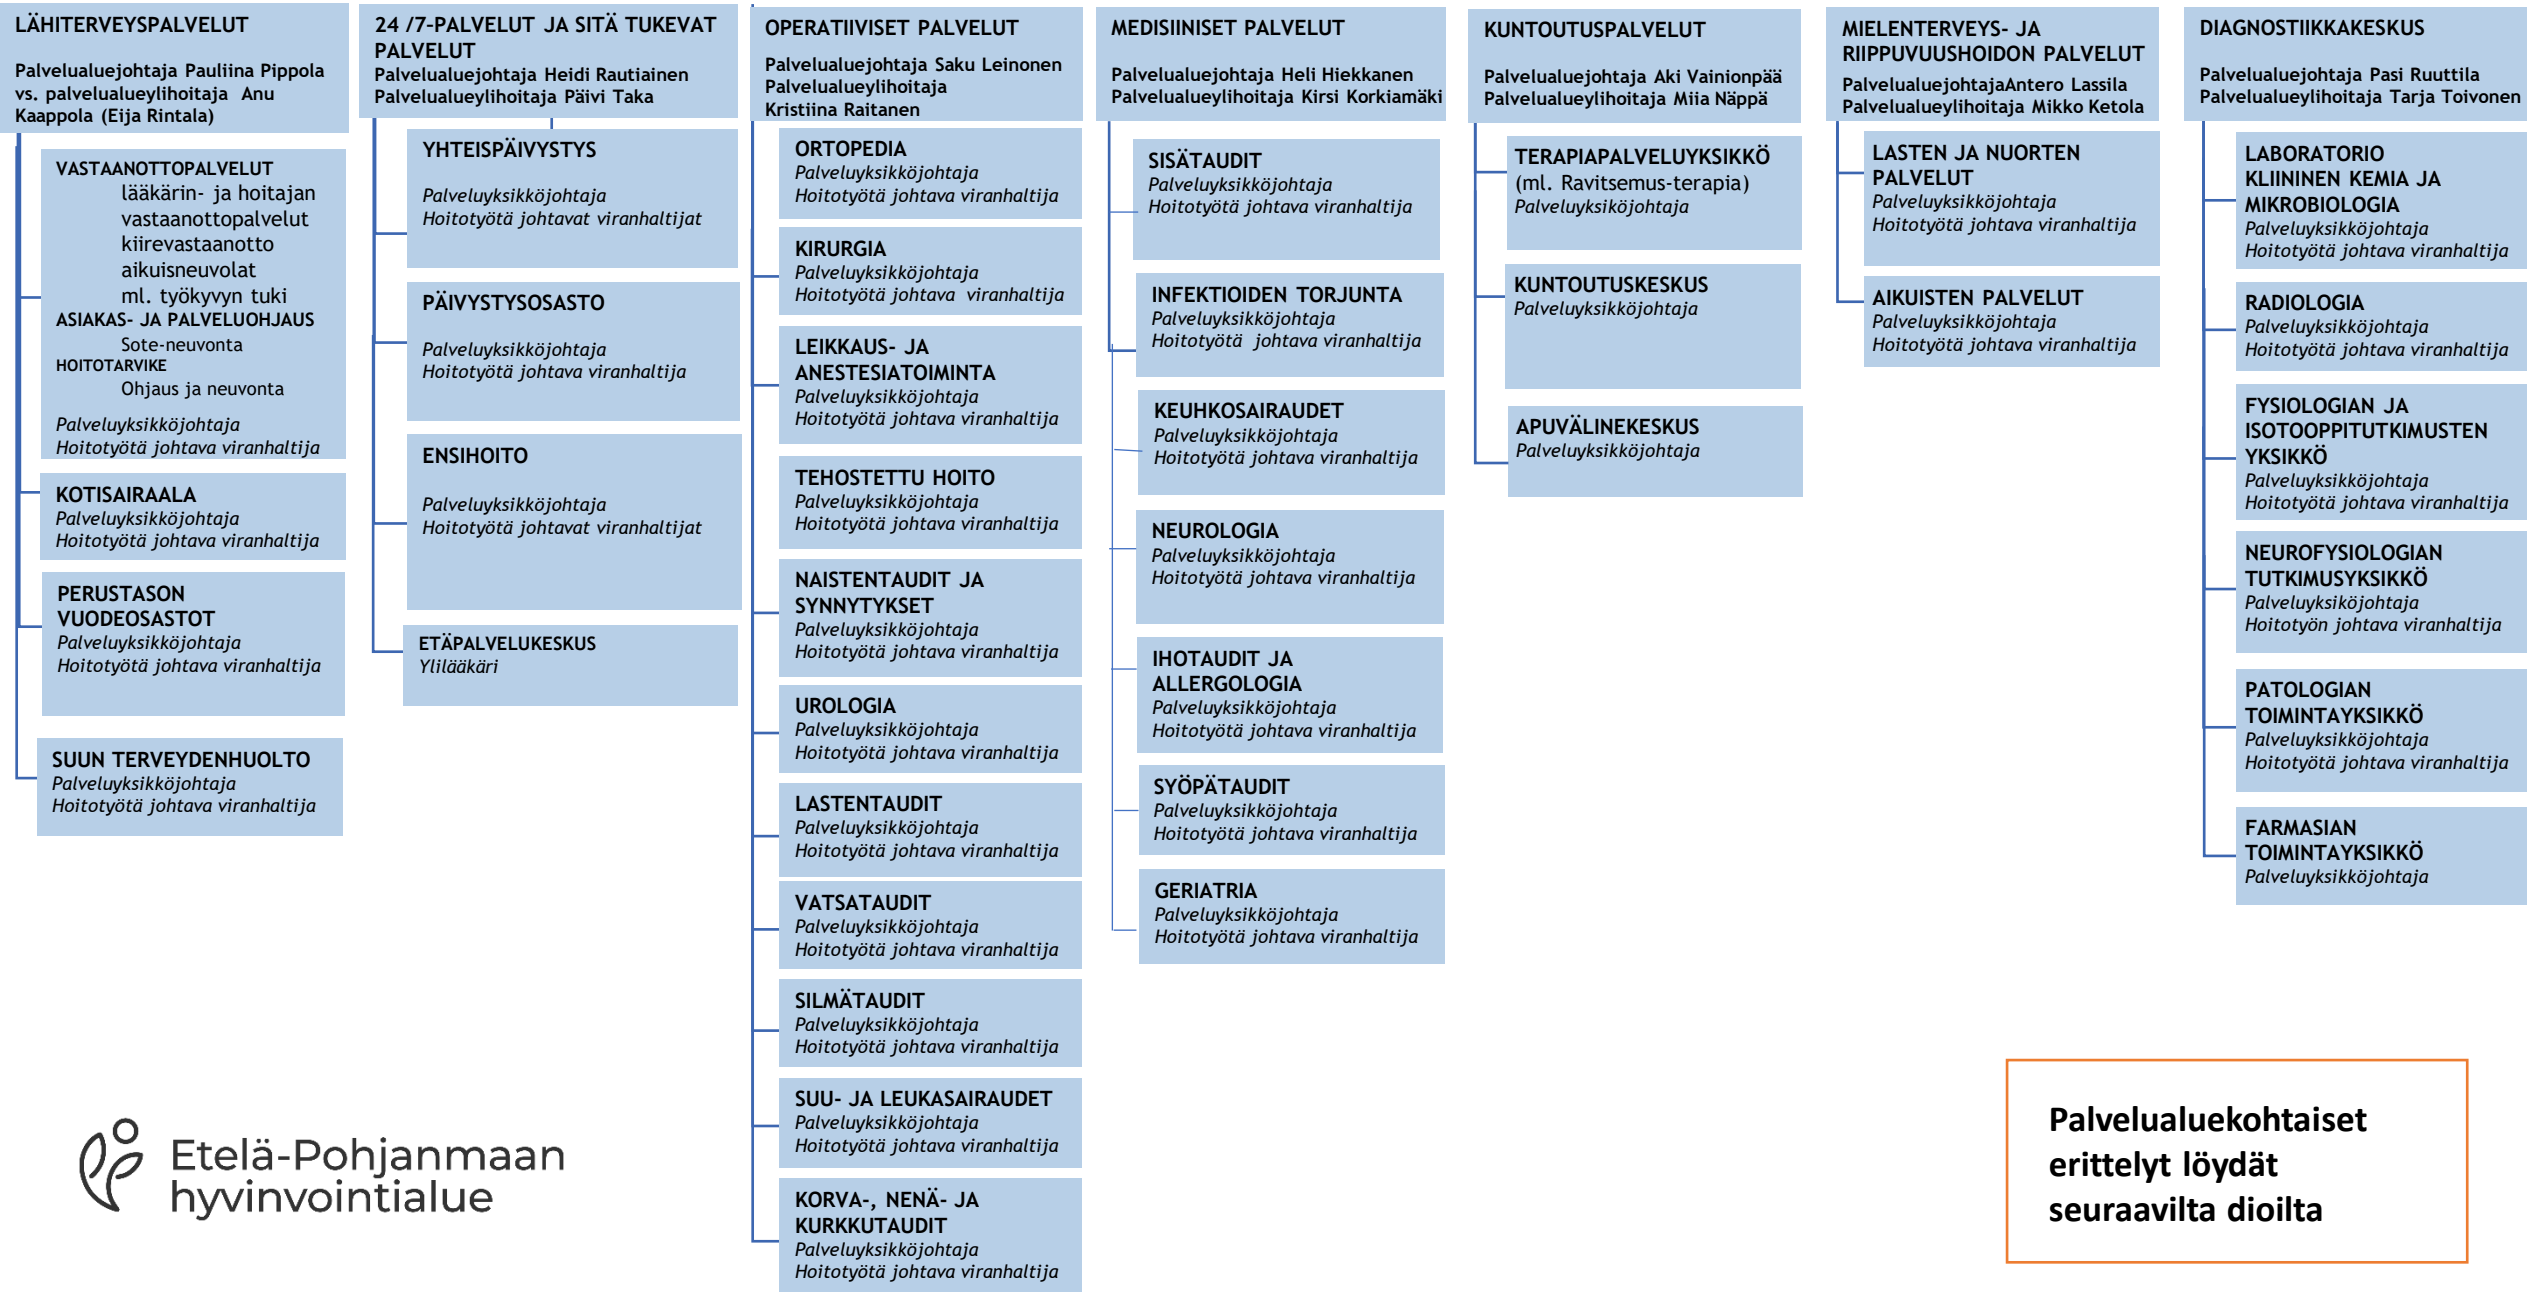 LÄHITERVEYSPALVELUT
Palvelualuejohtaja Pauliina Pippola
vs. palvelualueylihoitaja Anu
Kaappola (Eija Rintala)
VASTAANOTTOPALVELUT
lääkärin- ja hoitajan
vastaanottopalvelut
kiirevastaanotto
aikuisneuvolat
ml. työkyvyn tuki
ASIAKAS- JA PALVELUOHJAUS
Sote-neuvonta
HOITOTARVIKE
Ohjaus ja neuvonta
Palveluyksikköjohtaja
Hoitotyötä johtava viranhaltija
KOTISAIRAALA
Palveluyksikköjohtaja
Hoitotyötä johtava viranhaltija
PERUSTASON
VUODEOSASTOT
Palveluyksikköjohtaja
Hoitotyötä johtava viranhaltija
SUUN TERVEYDENHUOLTO
Palveluyksikköjohtaja
Hoitotyötä johtava viranhaltija
24 /7-PALVELUT JA SITÄ TUKEVAT
PALVELUT
Palvelualuejohtaja Heidi Rautiainen
Palvelualueylihoitaja Päivi Taka
YHTEISPÄIVYSTYS
Palveluyksikköjohtaja
Hoitotyötä johtavat viranhaltijat
PÄIVYSTYSOSASTO
Palveluyksikköjohtaja
Hoitotyötä johtava viranhaltija
ENSIHOITO
Palveluyksikköjohtaja
Hoitotyötä johtavat viranhaltijat
ETÄPALVELUKESKUS
Ylilääkäri
OPERATIIVISET PALVELUT
Palvelualuejohtaja Saku Leinonen
Palvelualueylihoitaja
Kristiina Raitanen
ORTOPEDIA
Palveluyksikköjohtaja
Hoitotyötä johtava viranhaltija
KIRURGIA
Palveluyksikköjohtaja
Hoitotyötä johtava viranhaltija
LEIKKAUS- JA
ANESTESIATOIMINTA
Palveluyksikköjohtaja
Hoitotyötä johtava viranhaltija
TEHOSTETTU HOITO
Palveluyksikköjohtaja
Hoitotyötä johtava viranhaltija
NAISTENTAUDIT JA
SYNNYTYKSET
Palveluyksikköjohtaja
Hoitotyötä johtava viranhaltija
UROLOGIA
Palveluyksikköjohtaja
Hoitotyötä johtava viranhaltija
LASTENTAUDIT
Palveluyksikköjohtaja
Hoitotyötä johtava viranhaltija
VATSATAUDIT
Palveluyksikköjohtaja
Hoitotyötä johtava viranhaltija
SILMÄTAUDIT
Palveluyksikköjohtaja
Hoitotyötä johtava viranhaltija
SUU- JA LEUKASAIRAUDET
Palveluyksikköjohtaja
Hoitotyötä johtava viranhaltija
KORVA-, NENÄ- JA
KURKKUTAUDIT
Palveluyksikköjohtaja
Hoitotyötä johtava viranhaltija
MEDISIINISET PALVELUT
Palvelualuejohtaja Heli Hiekkanen
Palvelualueylihoitaja Kirsi Korkiamäki
SISÄTAUDIT
Palveluyksikköjohtaja
Hoitotyötä johtava viranhaltija
INFEKTIOIDEN TORJUNTA
Palveluyksikköjohtaja
Hoitotyötä johtava viranhaltija
KEUHKOSAIRAUDET
Palveluyksikköjohtaja
Hoitotyötä johtava viranhaltija
NEUROLOGIA
Palveluyksikköjohtaja
Hoitotyötä johtava viranhaltija
IHOTAUDIT JA
ALLERGOLOGIA
Palveluyksikköjohtaja
Hoitotyötä johtava viranhaltija
SYÖPÄTAUDIT
Palveluyksikköjohtaja
Hoitotyötä johtava viranhaltija
GERIATRIA
Palveluyksikköjohtaja
Hoitotyötä johtava viranhaltija
KUNTOUTUSPALVELUT
Palvelualuejohtaja Aki Vainionpää
Palvelualueylihoitaja Miia Näppä
TERAPIAPALVELUYKSIKKÖ
(ml. Ravitsemus-terapia)
Palveluyksiköjohtaja
KUNTOUTUSKESKUS
Palveluyksikköjohtaja
APUVÄLINEKESKUS
Palveluyksikköjohtaja
MIELENTERVEYS- JA
RIIPPUVUUSHOIDON PALVELUT
PalvelualuejohtajaAntero Lassila
Palvelualueylihoitaja Mikko Ketola
LASTEN JA NUORTEN
PALVELUT
Palveluyksikköjohtaja
Hoitotyötä johtava viranhaltija
AIKUISTEN PALVELUT
Palveluyksikköjohtaja
Hoitotyötä johtava viranhaltija
DIAGNOSTIIKKAKESKUS
Palvelualuejohtaja Pasi Ruuttila
Palvelualueylihoitaja Tarja Toivonen
LABORATORIO
KLIININEN KEMIA JA
MIKROBIOLOGIA
Palveluyksikköjohtaja
Hoitotyötä johtava viranhaltija
RADIOLOGIA
Palveluyksikköjohtaja
Hoitotyötä johtava viranhaltija
FYSIOLOGIAN JA
ISOTOOPPITUTKIMUSTEN
YKSIKKÖ
Palveluyksikköjohtaja
Hoitotyötä johtava viranhaltija
NEUROFYSIOLOGIAN
TUTKIMUSYKSIKKÖ
Palveluyksiköjohtaja
Hoitotyön johtava viranhaltija
PATOLOGIAN
TOIMINTAYKSIKKÖ
Palveluyksikköjohtaja
Hoitotyötä johtava viranhaltija
FARMASIAN
TOIMINTAYKSIKKÖ
Palveluyksikköjohtaja
Etelä-Pohjanmaan
hyvinvointialue
Palvelualuekohtaiset
erittelyt löydät
seuraavilta dioilta